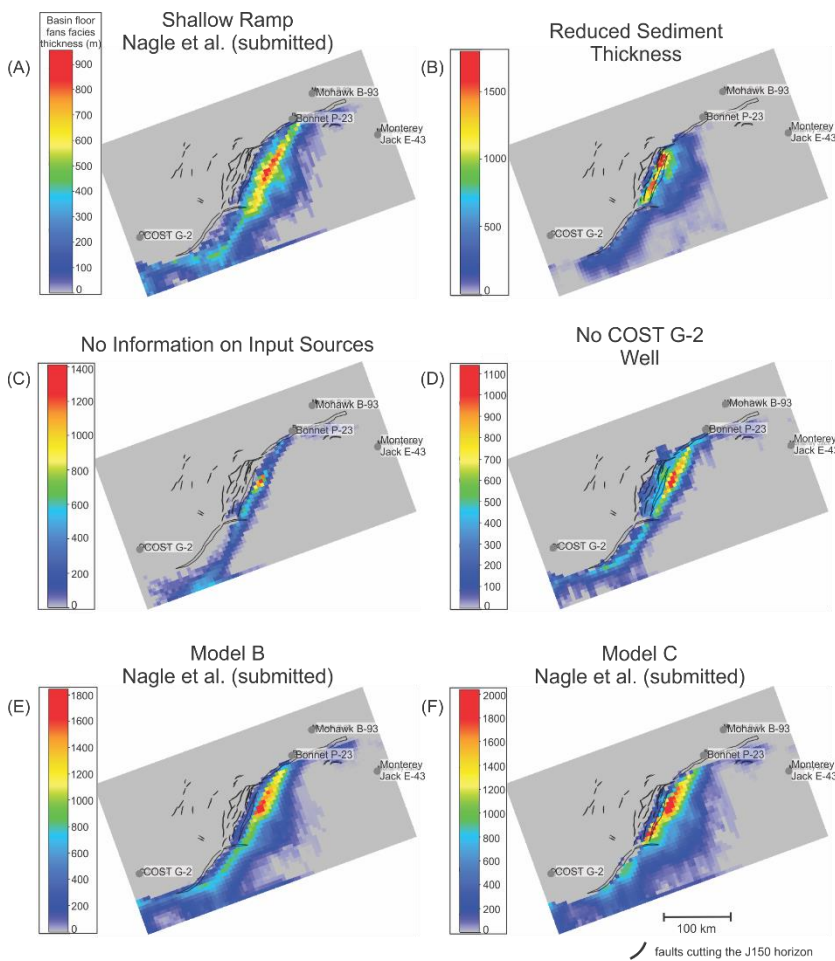 Basin floor
fans facies
thickness (m)
Shallow Ramp
Nagle et al. (submitted)
(A)
900
800
700
600
500
400
300
200
100
0
Mohawk B-93
Bonnet P-23
Monterey
Jack E-43
COST G-2
Reduced Sediment
Thickness
(B)
1500
1000
500
0
Mohawk B-93
Bonnet P-23
Monterey
Jack E-43
COST G-2
No Information on Input Sources
(C)
1400
1200
1000
800
600
400
200
0
Mohawk B-93
Bonnet P-23
Monterey
Jack E-43
COST G-2
No COST G-2
Well
(D)
1100
1000
900
800
700
600
500
400
300
200
100
0
Mohawk B-93
Bonnet P-23
Monterey
Jack E-43
COST G-2
Model B
Nagle et al. (submitted)
(E)
1800
1600
1400
1200
1000
800
600
400
200
0
Mohawk B-93
Bonnet P-23
Monterey
Jack E-43
COST G-2
Model C
Nagle et al. (submitted)
(F)
2000
1800
1600
1400
1200
1000
800
600
400
200
0
Mohawk B-93
Bonnet P-23
Monterey
Jack E-43
COST G-2
100 km
faults cutting the J150 horizon